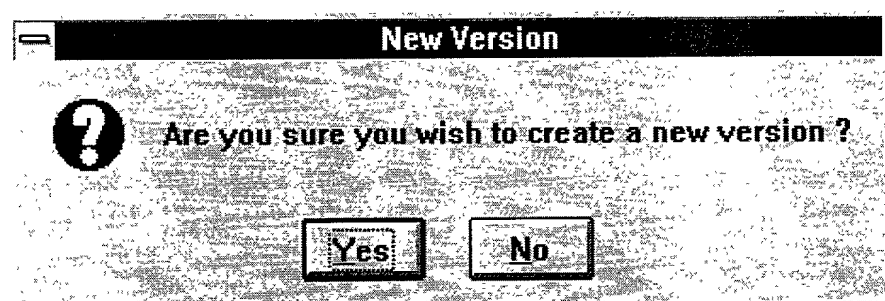 New Version
Are you sure you wish to create a new version ?
Yes
No